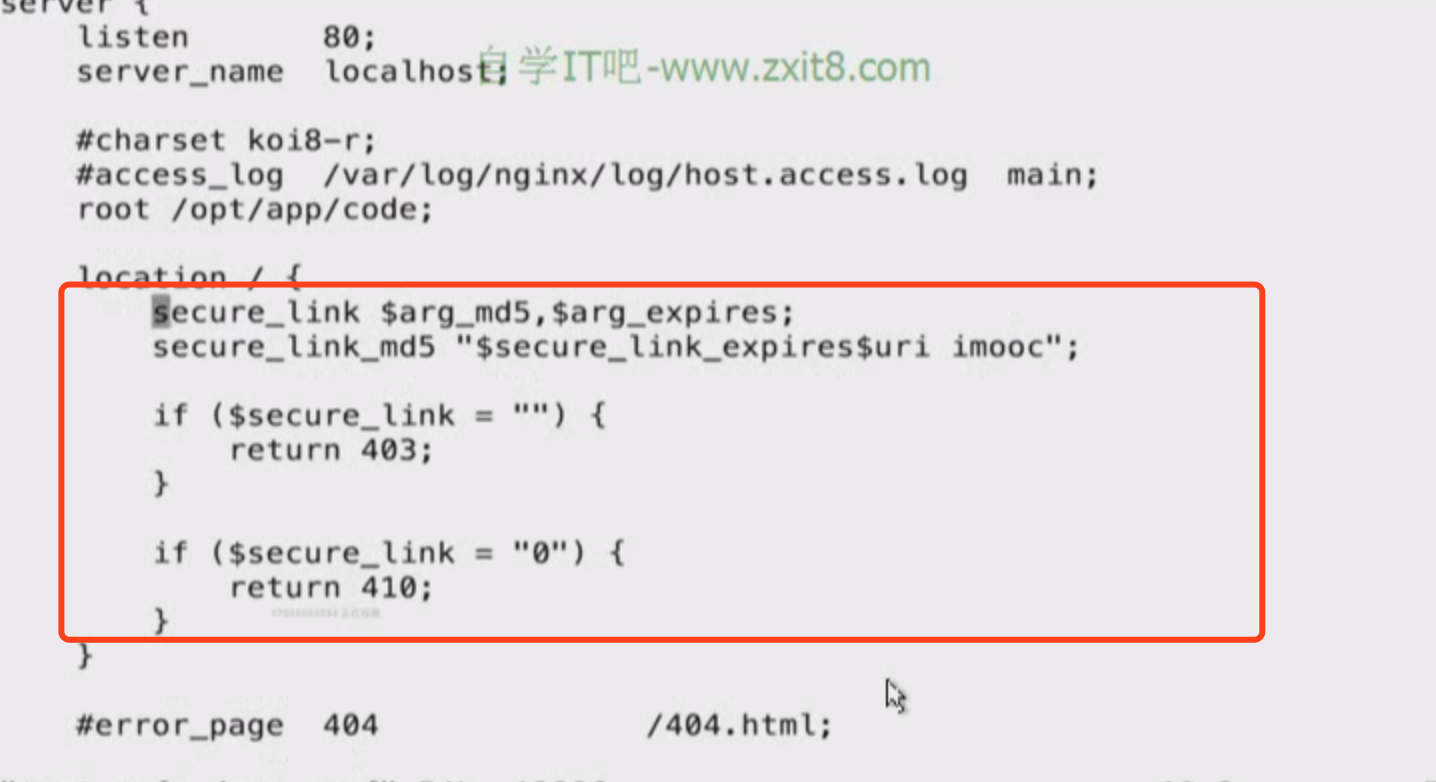 server {
listen 80;
server_name localhost;
自学IT吧-www.zxit8.com
#charset koi8-r;
#access_log /var/log/nginx/log/host.access.log main;
root /opt/app/code;
location / {
secure_link $arg_md5,$arg_expires;
secure_link_md5 "$secure_link_expires$uri imooc";
if ($secure_link = "") {
return 403;
}
if ($secure_link = "0") {
return 410;
}
}
#error_page 404 /404.html;